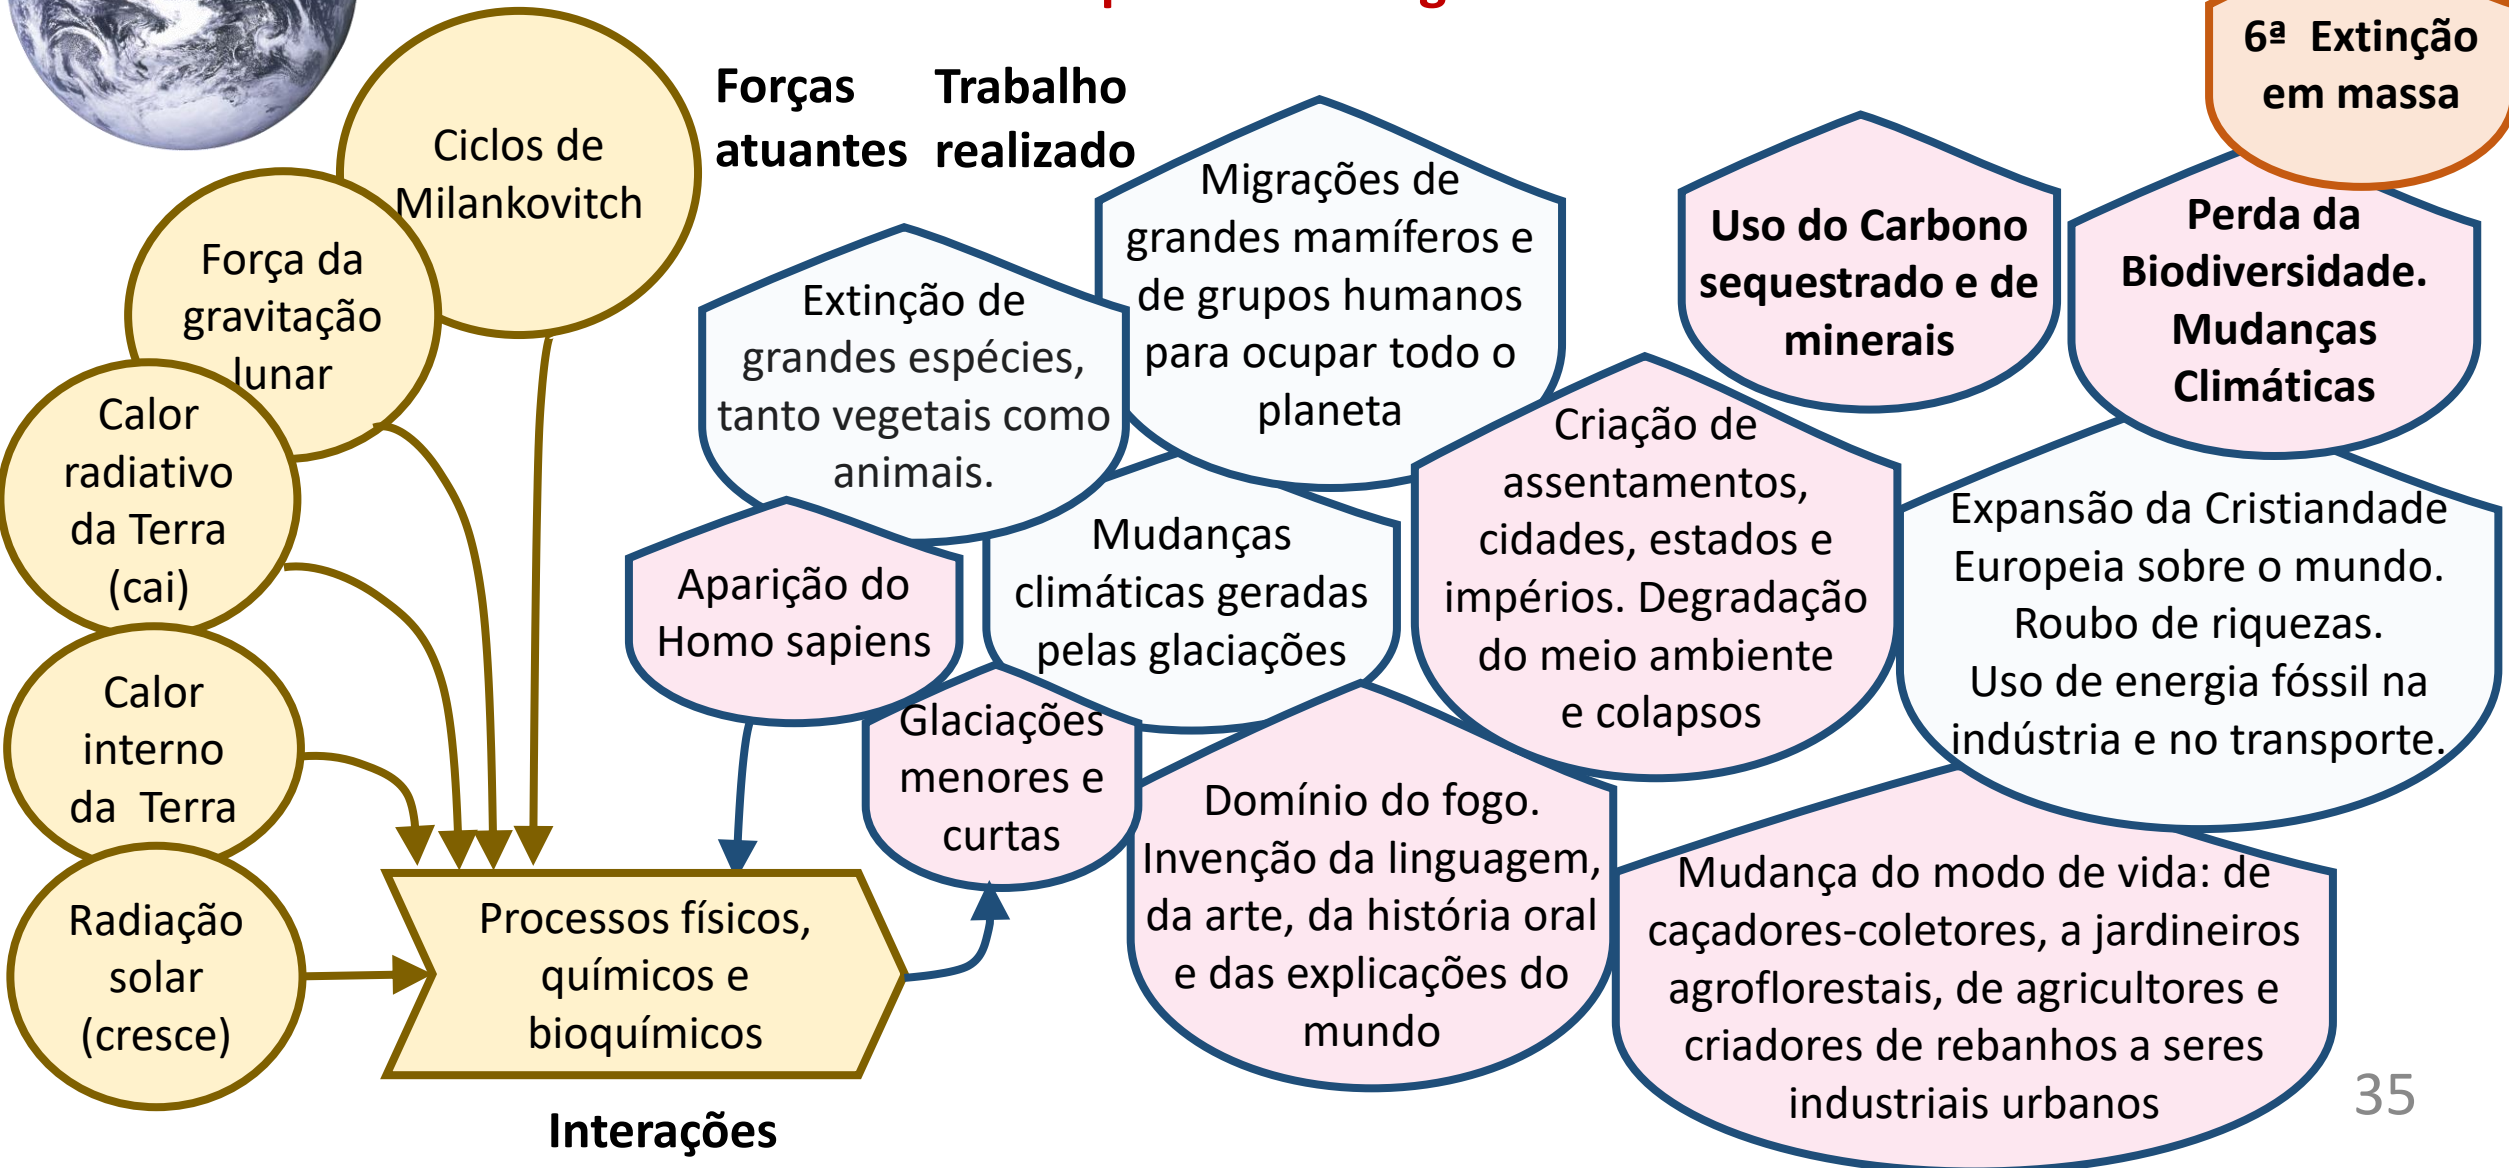 6ª Extinção
em massa
Forças
atuantes
Trabalho
realizado
Ciclos de
Milankovitch
Força da
gravitação
lunar
Calor
radiativo
da Terra
(cai)
Calor
interno
da Terra
Radiação
solar
(cresce)
Processos físicos,
químicos e
bioquímicos
Interações
Migrações de
grandes mamíferos e
de grupos humanos
para ocupar todo o
planeta
Extinção de
grandes espécies,
tanto vegetais como
animais.
Aparição do
Homo sapiens
Mudanças
climáticas geradas
pelas glaciações
Glaciações
menores e
curtas
Domínio do fogo.
Invenção da linguagem,
da arte, da história oral
e das explicações do
mundo
Criação de
assentamentos,
cidades, estados e
impérios. Degradação
do meio ambiente
e colapsos
Uso do Carbono
sequestrado e de
minerais
Perda da
Biodiversidade.
Mudanças
Climáticas
Expansão da Cristiandade
Europeia sobre o mundo.
Roubo de riquezas.
Uso de energia fóssil na
indústria e no transporte.
Mudança do modo de vida: de
caçadores-coletores, a jardineiros
agroflorestais, de agricultores e
criadores de rebanhos a seres
industriais urbanos
35